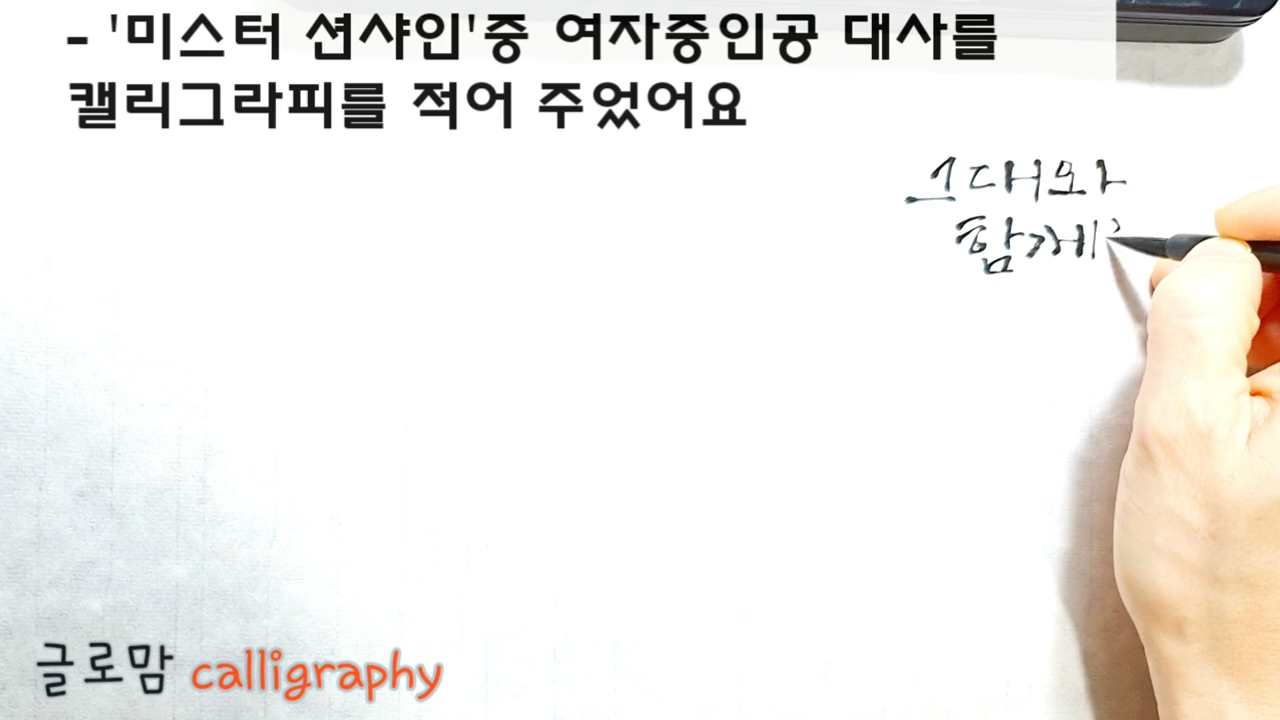 - '미스터 션샤인'중 여자중인공 대사를
캘리그라피를 적어 주었어요
그대와
함께
글로맘 calligraphy